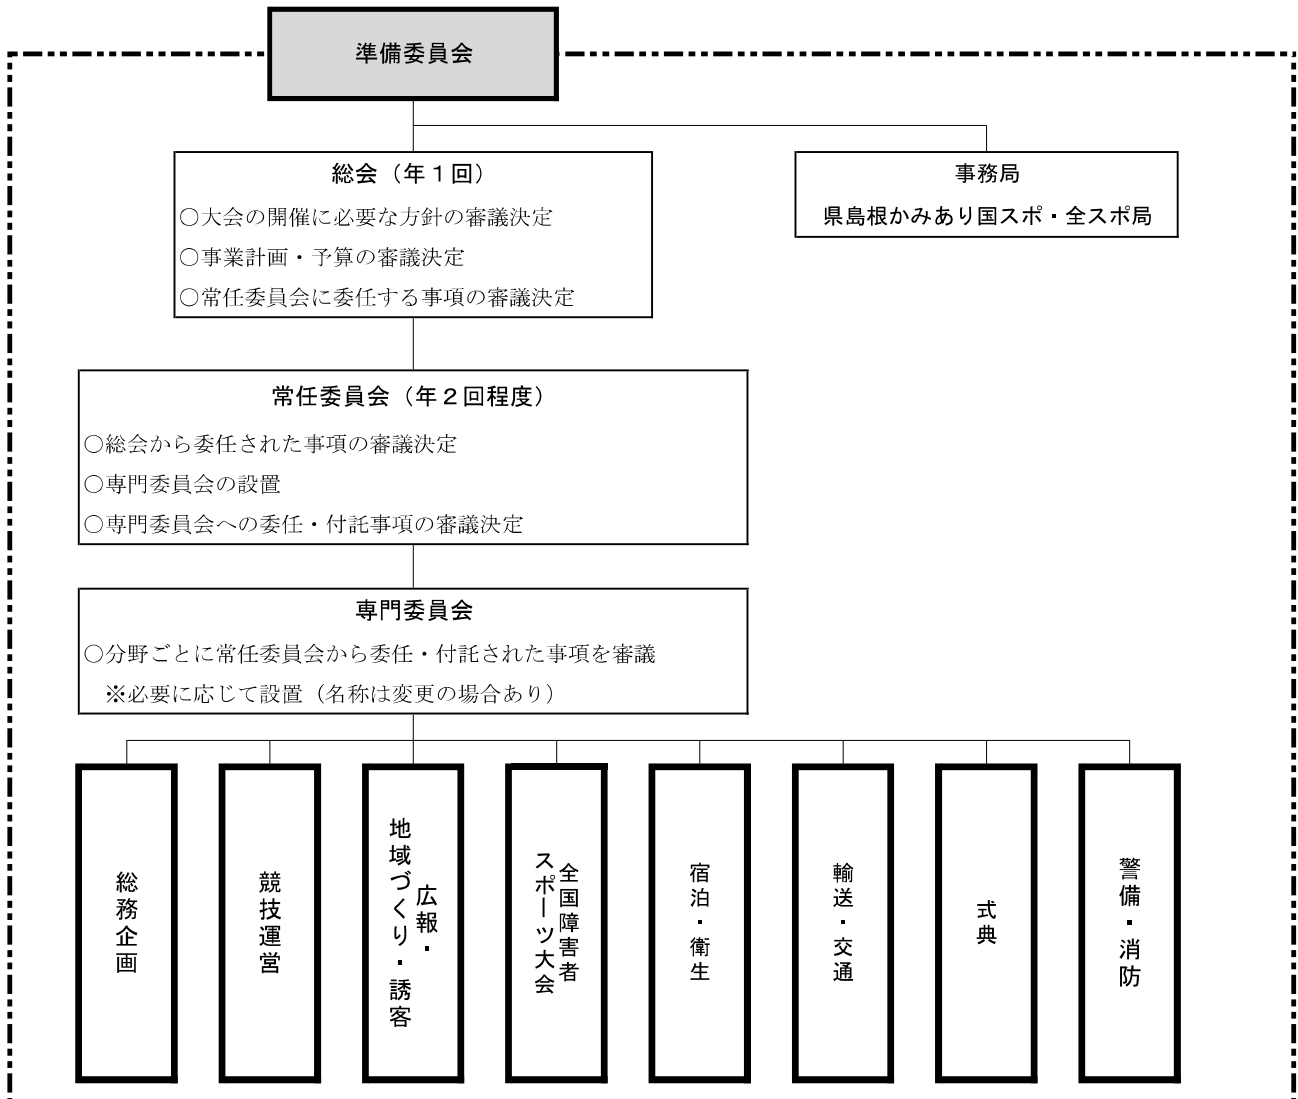 準備委員会
総会（年１回）
○大会の開催に必要な方針の審議決定
○事業計画・予算の審議決定
○常任委員会に委任する事項の審議決定
事務局
県島根かみあり国スポ・全スポ局
常任委員会（年２回程度）
○総会から委任された事項の審議決定
○専門委員会の設置
○専門委員会への委任・付託事項の審議決定
専門委員会
○分野ごとに常任委員会から委任・付託された事項を審議
※必要に応じて設置（名称は変更の場合あり）
総務企画
競技運営
広報・
地域づくり・誘客
全国障害者
スポーツ大会
宿泊・衛生
輸送・交通
式典
警備・消防